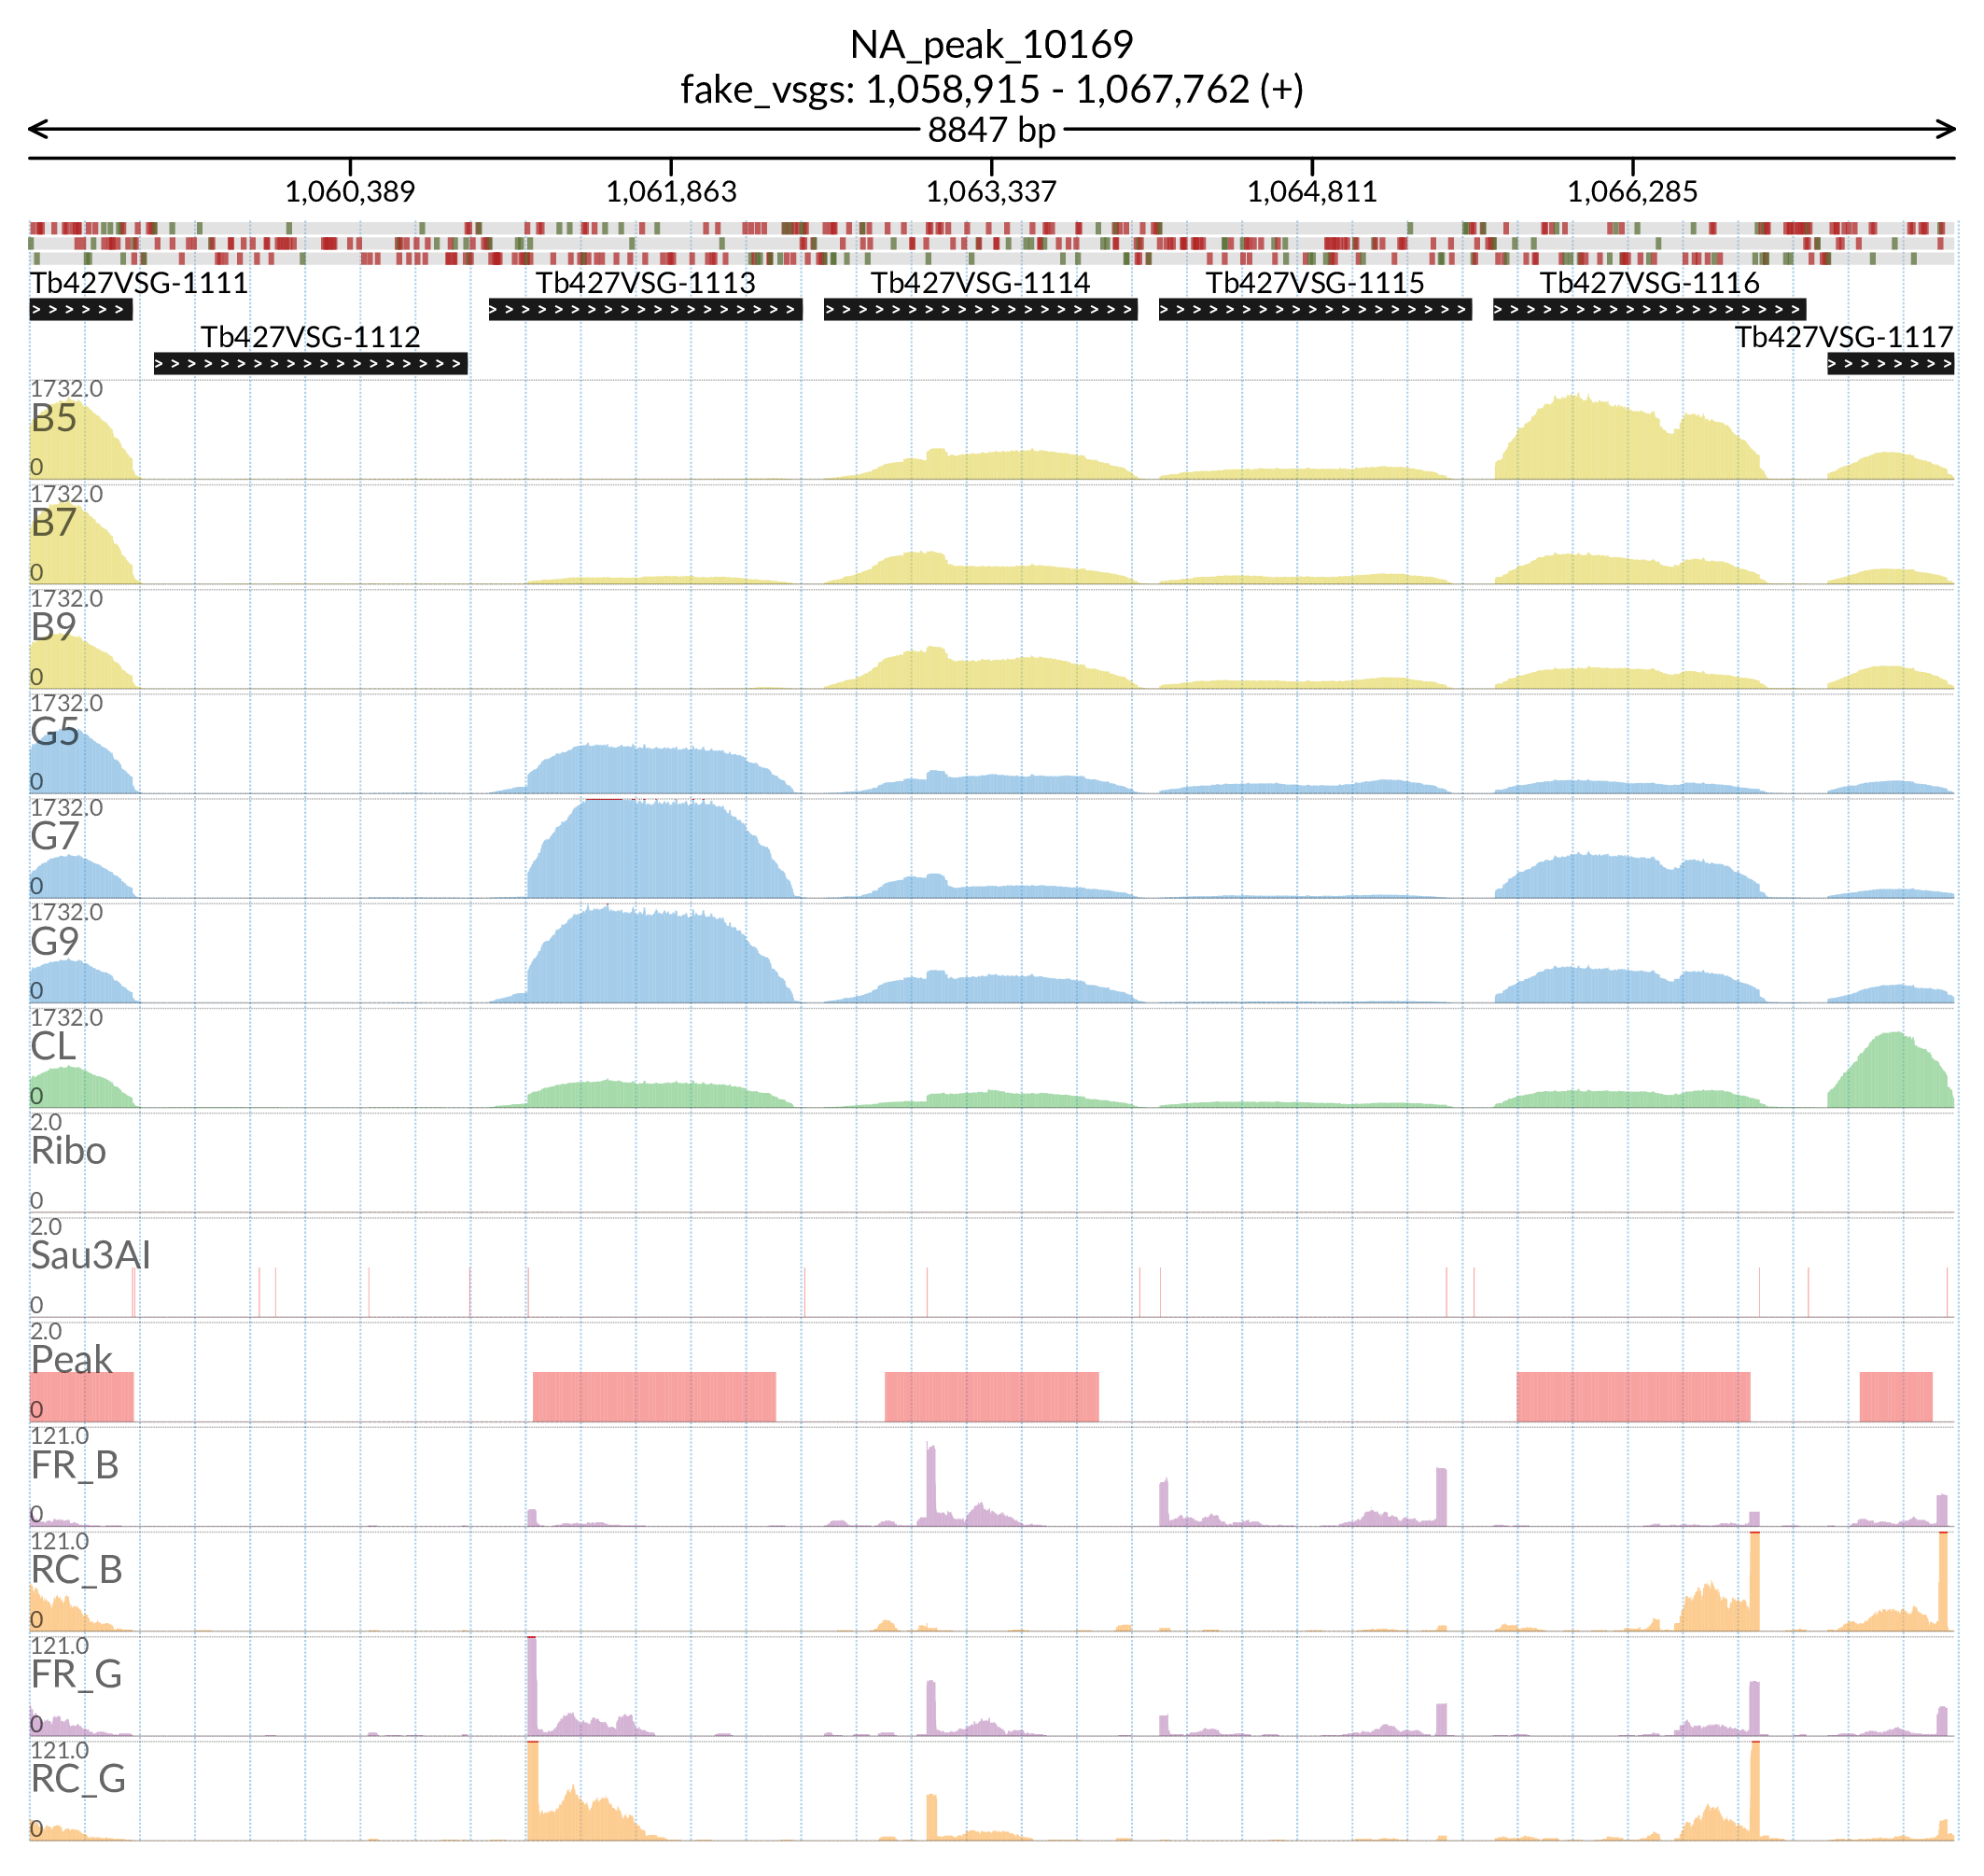 NA_peak_10169
fake_vsgs: 1,058,915 - 1,067,762 (+)
8847 bp
1,060,389 1,061,863 1,063,337 1,064,811 1,066,285
Tb427VSG-1111 Tb427VSG-1113 Tb427VSG-1114 Tb427VSG-1115 Tb427VSG-1116
Tb427VSG-1112 Tb427VSG-1117
1732.0
B5
0
1732.0
B7
0
1732.0
B9
0
1732.0
G5
0
1732.0
G7
0
1732.0
G9
0
1732.0
CL
0
2.0
Ribo
0
2.0
Sau3AI
0
2.0
Peak
0
121.0
FR_B
0
121.0
RC_B
0
121.0
FR_G
0
121.0
RC_G
0